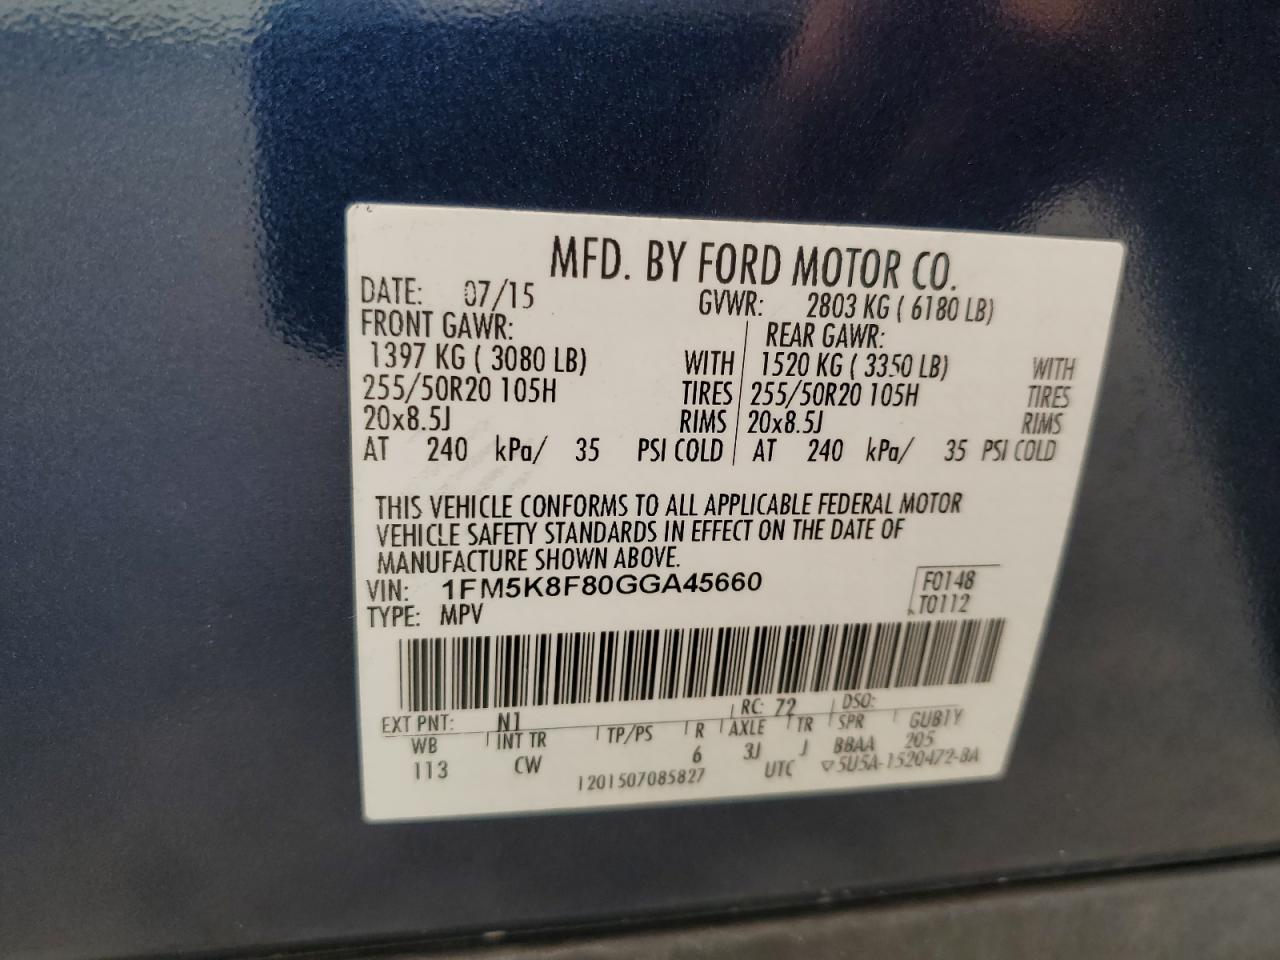 MFD. BY FORD MOTOR CO.
DATE: 07/15 GVWR: 2803 KG ( 6180 LB)
FRONT GAWR: REAR GAWR:
1397 KG ( 3080 LB) WITH 1520 KG ( 3350 LB) WITH
255/50R20 105H TIRES 255/50R20 105H TIRES
20x8.5J RIMS 20x8.5J RIMS
AT 240 kPa/ 35 PSI COLD AT 240 kPa/ 35 PSI COLD
THIS VEHICLE CONFORMS TO ALL APPLICABLE FEDERAL MOTOR
VEHICLE SAFETY STANDARDS IN EFFECT ON THE DATE OF
MANUFACTURE SHOWN ABOVE.
VIN: 1FM5K8F80GGA45660 F0148
TYPE: MPV T0112
EXT PNT: N1 RC: 72 DSO:
WB INT TR TP/PS R AXLE TR SPR GUB1Y
113 CW 6 3J J BBAA 205
1201507085827 UTC ▽5U5A-1520472-BA